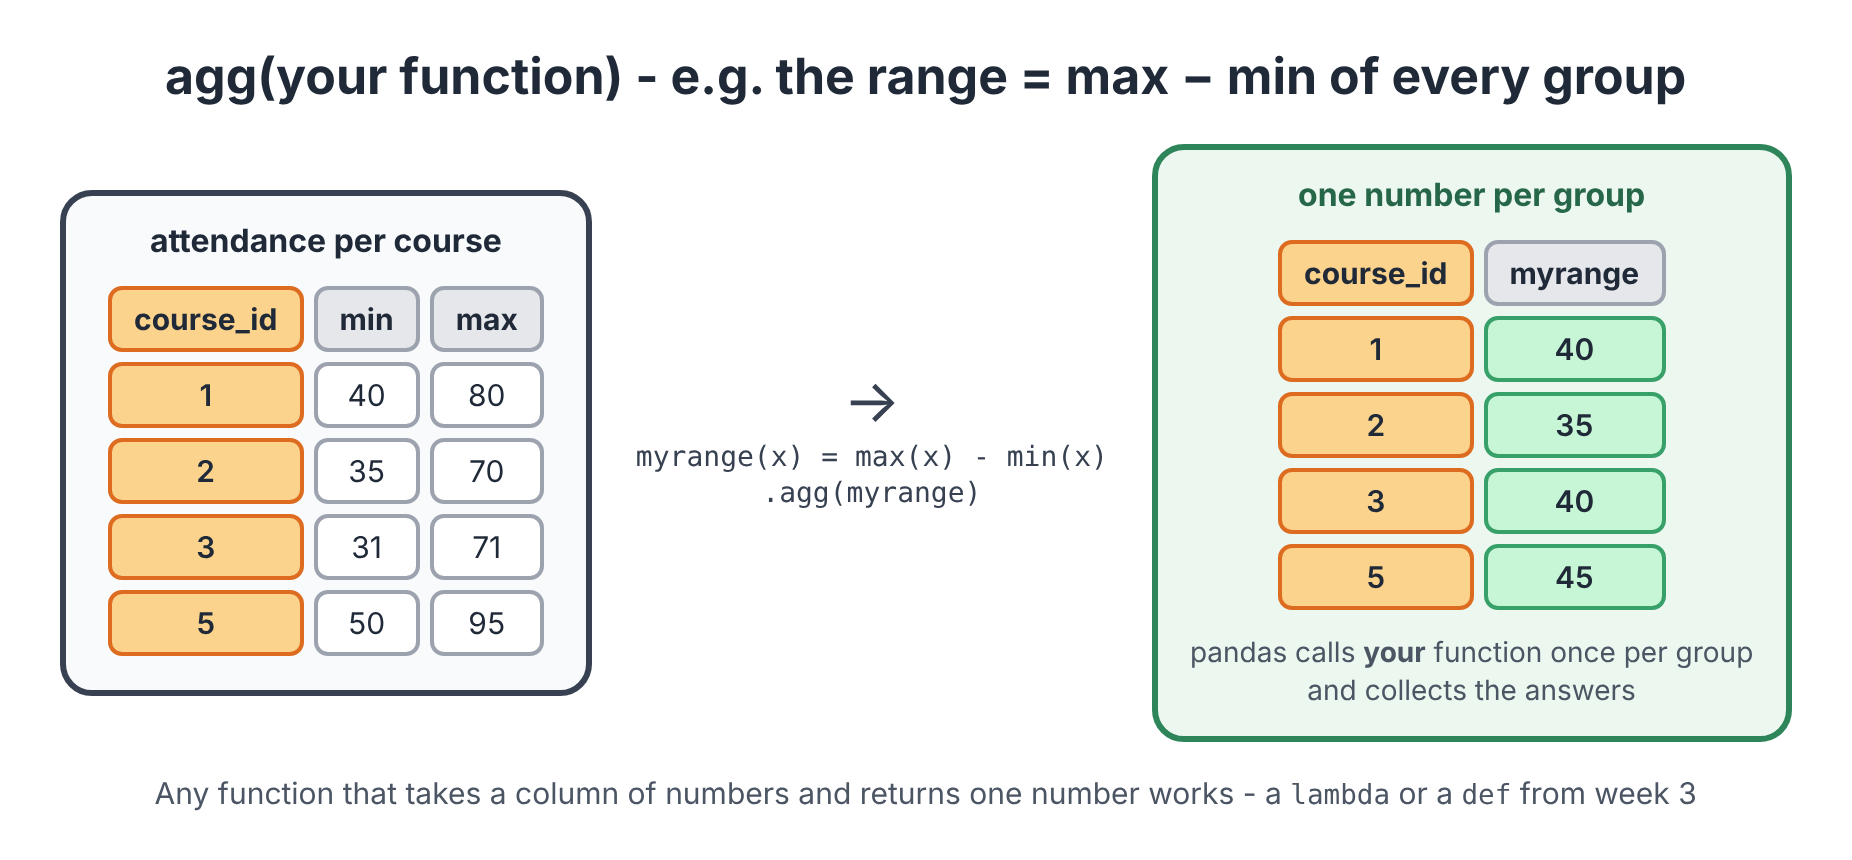 agg(your function) - e.g. the range = max − min of every group
attendance per course
course_id min max
1 40 80
2 35 70
3 31 71
5 50 95
→
myrange(x) = max(x) - min(x)
.agg(myrange)
one number per group
course_id myrange
1 40
2 35
3 40
5 45
pandas calls your function once per group
and collects the answers
Any function that takes a column of numbers and returns one number works - a lambda or a def from week 3